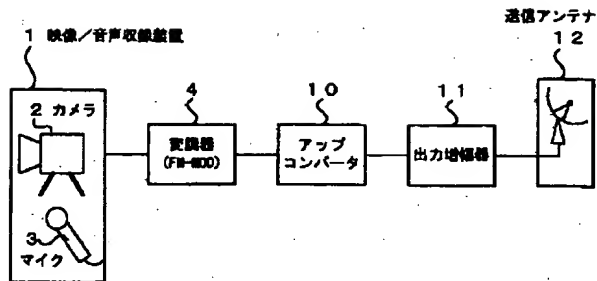 送信アンテナ
1 映像／音声収録装置
12
2 カメラ
4
10
11
変調器
(FM-MOD)
アップ
コンバータ
出力増幅器
3
マイク